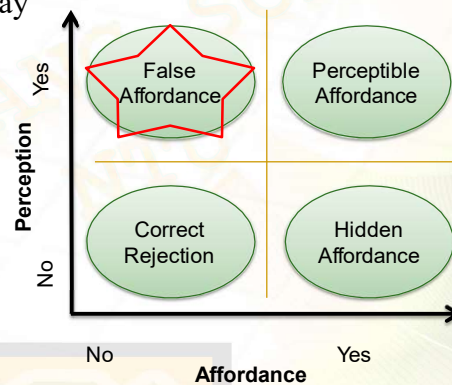 ay
Yes
False
Affordance
Perceptible
Affordance
Perception
No
Correct
Rejection
Hidden
Affordance
No
Yes
Affordance